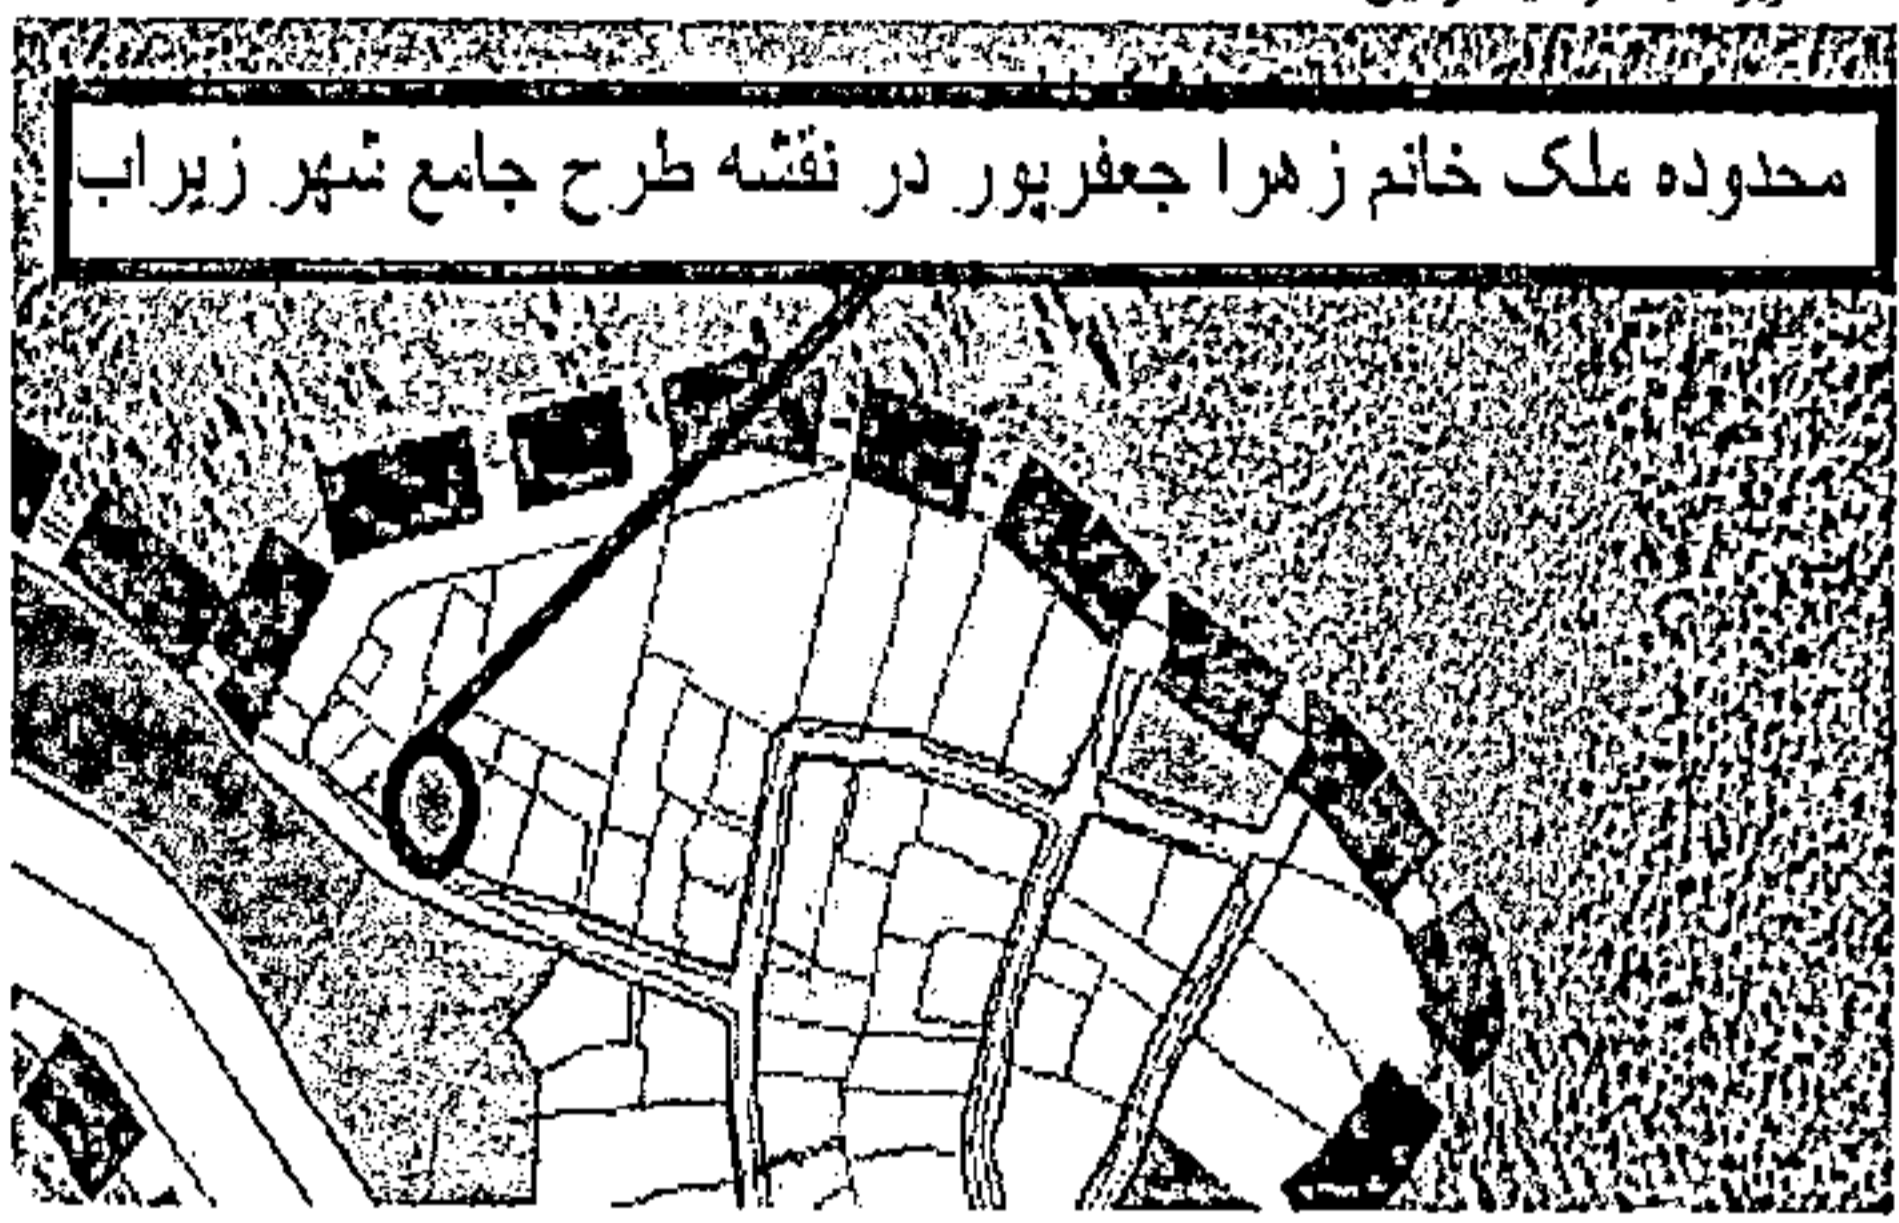 محدوده ملک خانم زهرا جعفرپور در نقشه طرح جامع شهر زیراب